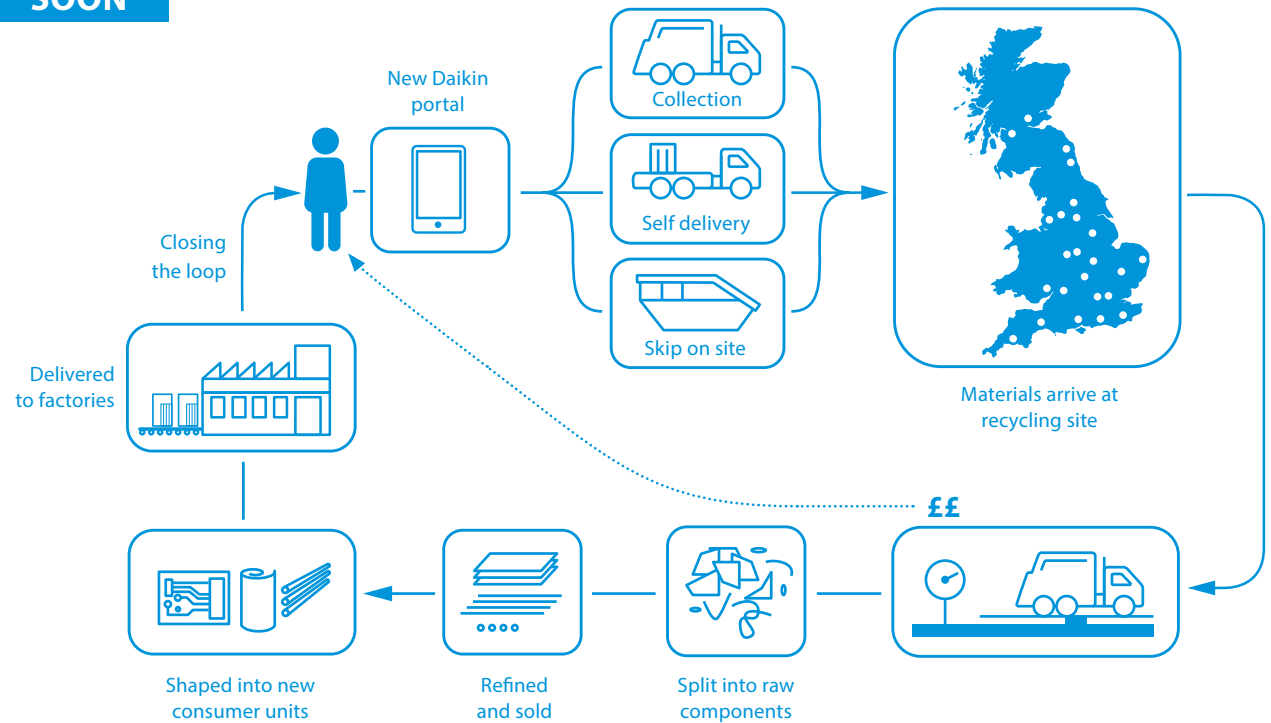 SOON
New Daikin
portal
Collection
Self delivery
Skip on site
Materials arrive at
recycling site
££
Split into raw
components
Refined
and sold
Shaped into new
consumer units
Delivered
to factories
Closing
the loop